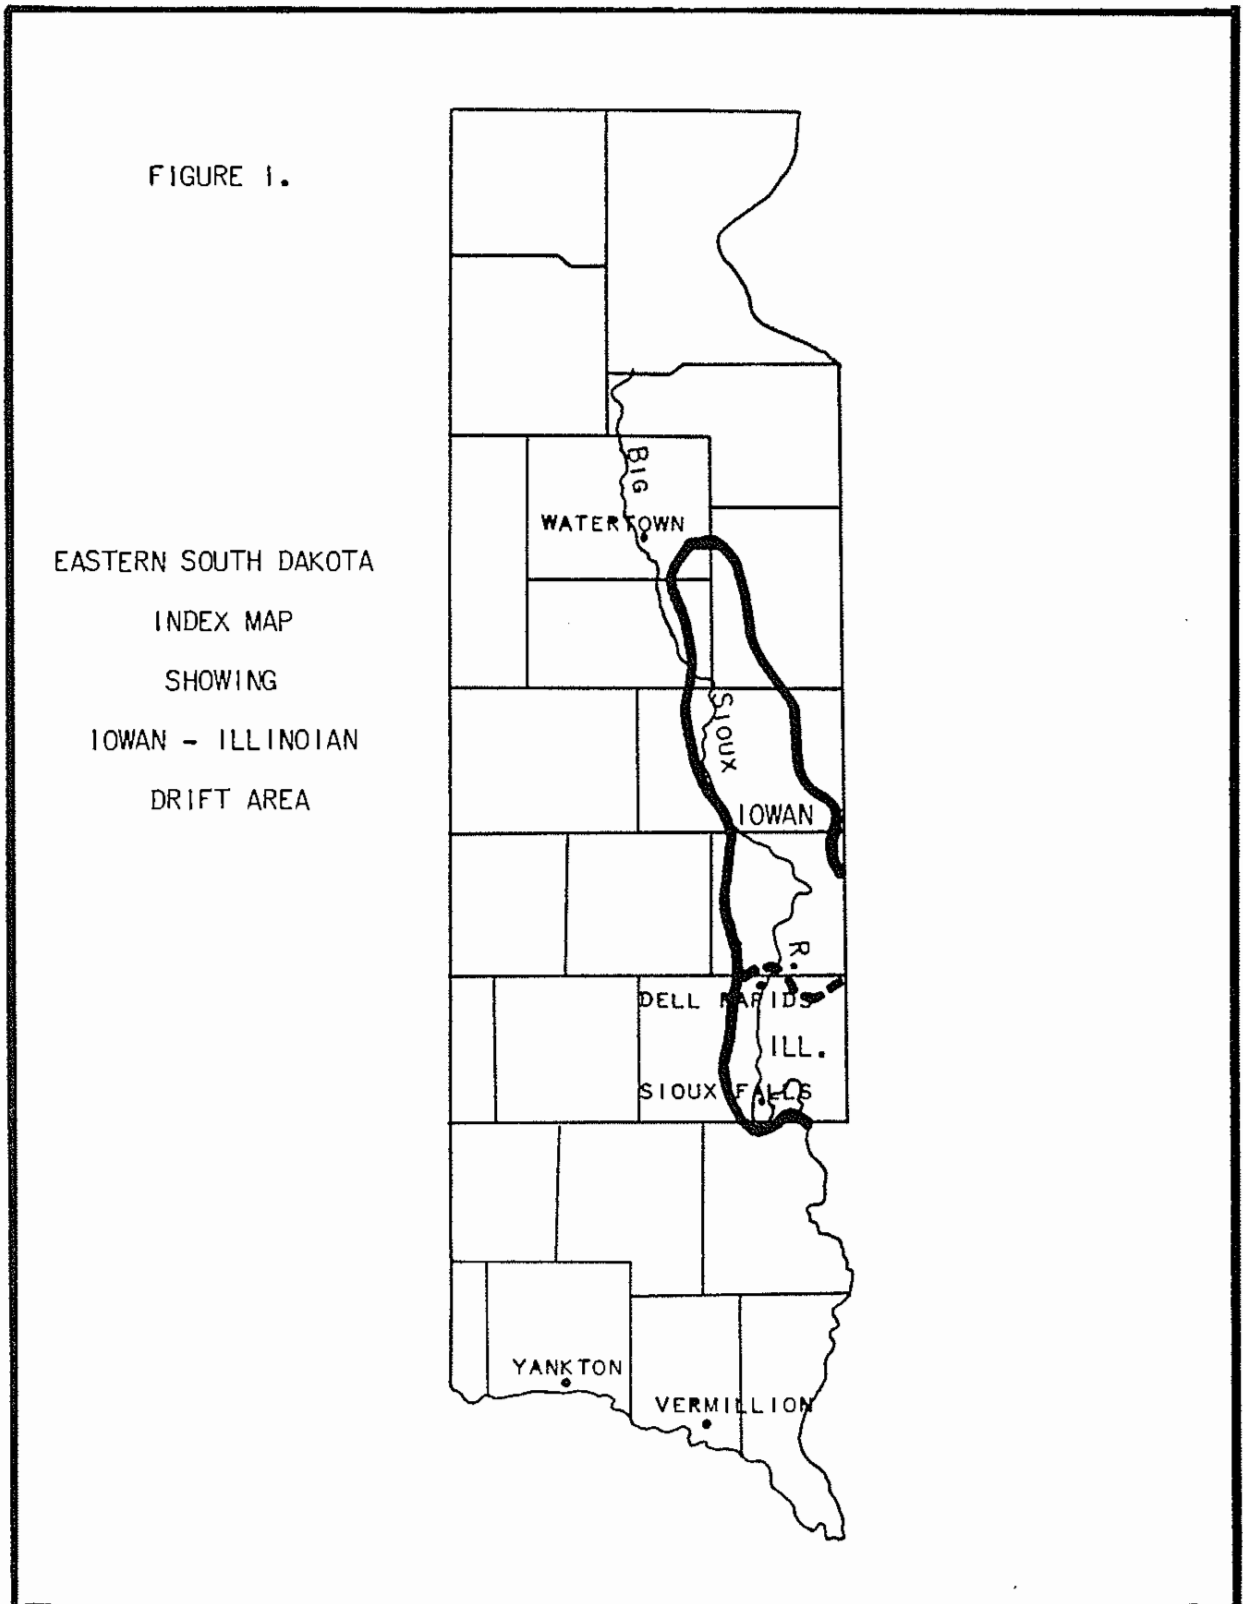 FIGURE 1.
EASTERN SOUTH DAKOTA
INDEX MAP
SHOWING
IOWAN - ILLINOIAN
DRIFT AREA
BIG
WATERTOWN
SIOUX
IOWAN
R.
DELL RAPIDS
ILL.
SIOUX FALLS
YANKTON
VERMILLION